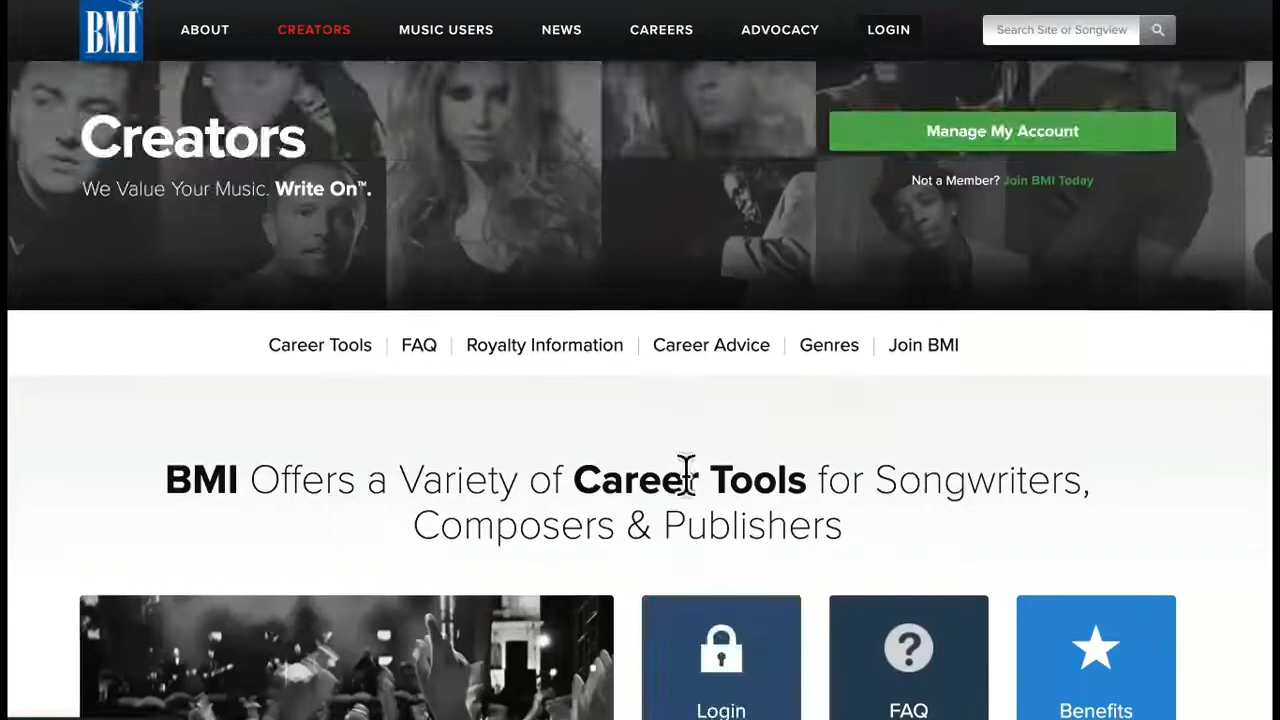 BMI
ABOUT CREATORS MUSIC USERS NEWS CAREERS ADVOCACY LOGIN Search Site or Songview
Creators
We Value Your Music. Write On™.
Manage My Account
Not a Member? Join BMI Today
Career Tools | FAQ | Royalty Information | Career Advice | Genres | Join BMI
BMI Offers a Variety of Career Tools for Songwriters,
Composers & Publishers
Login FAQ Benefits